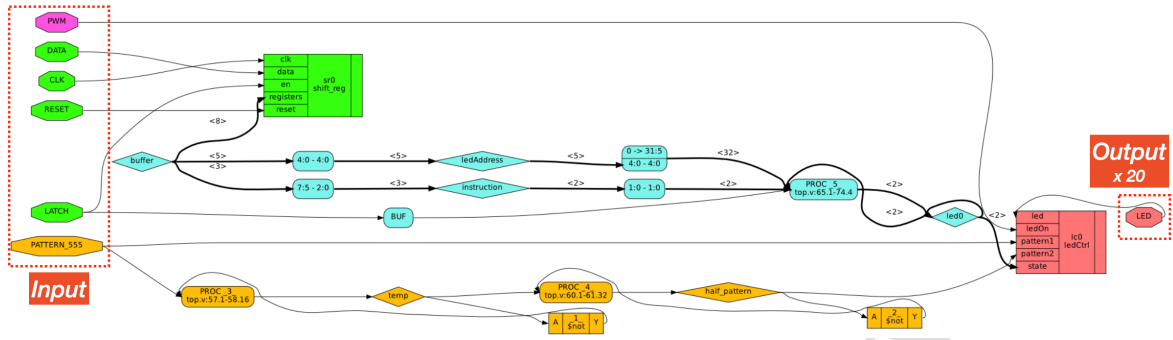 PWM
DATA
CLK
RESET
LATCH
PATTERN_555
Input
clk
data
en
registers
reset
sr0
shift_reg
<8>
buffer
<5>
<3>
4:0 - 4:0
7:5 - 2:0
<5>
<3>
ledAddress
instruction
BUF
<5>
<2>
0 -> 31:5
4:0 - 4:0
1:0 - 1:0
<32>
<2>
PROC_5
top.v:65.1-74.4
<2>
<2>
led0
<2>
led
ledOn
pattern1
pattern2
state
lc0
ledCtrl
Output
x 20
LED
PROC_3
top.v:57.1-58.16
temp
A
_1_
$not
Y
PROC_4
top.v:60.1-61.32
half_pattern
A
_2_
$not
Y